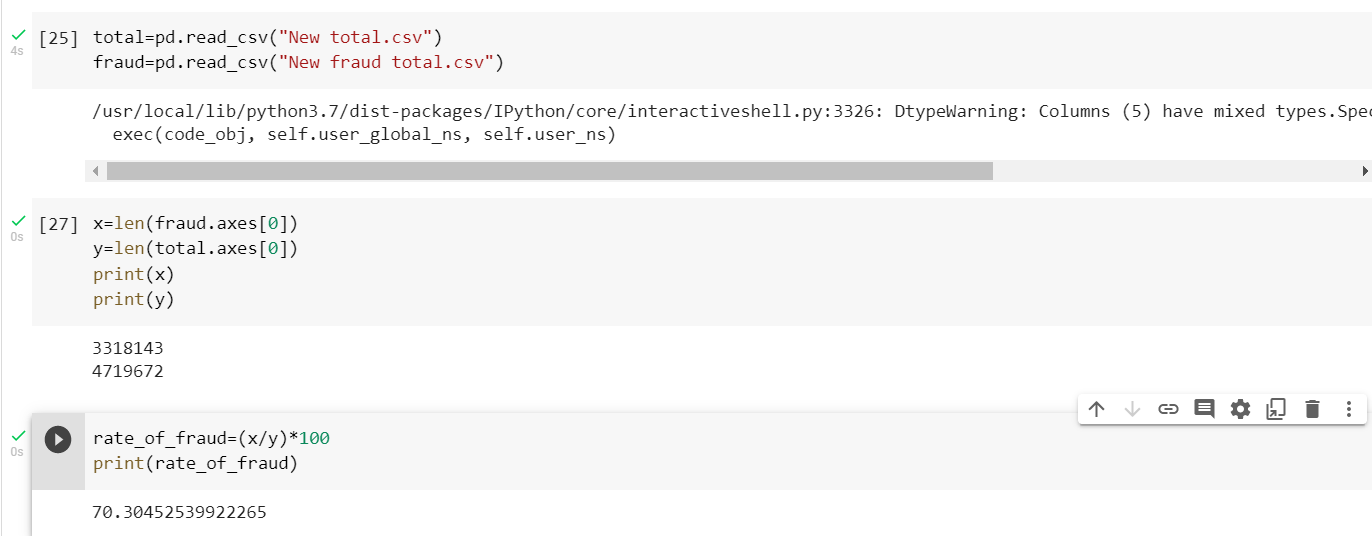 [25] total=pd.read_csv("New total.csv")
4s
fraud=pd.read_csv("New fraud total.csv")
/usr/local/lib/python3.7/dist-packages/IPython/core/interactiveshell.py:3326: DtypeWarning: Columns (5) have mixed types.Spec
exec(code_obj, self.user_global_ns, self.user_ns)
[27] x=len(fraud.axes[0])
0s
y=len(total.axes[0])
print(x)
print(y)
3318143
4719672
rate_of_fraud=(x/y)*100
0s
print(rate_of_fraud)
70.30452539922265